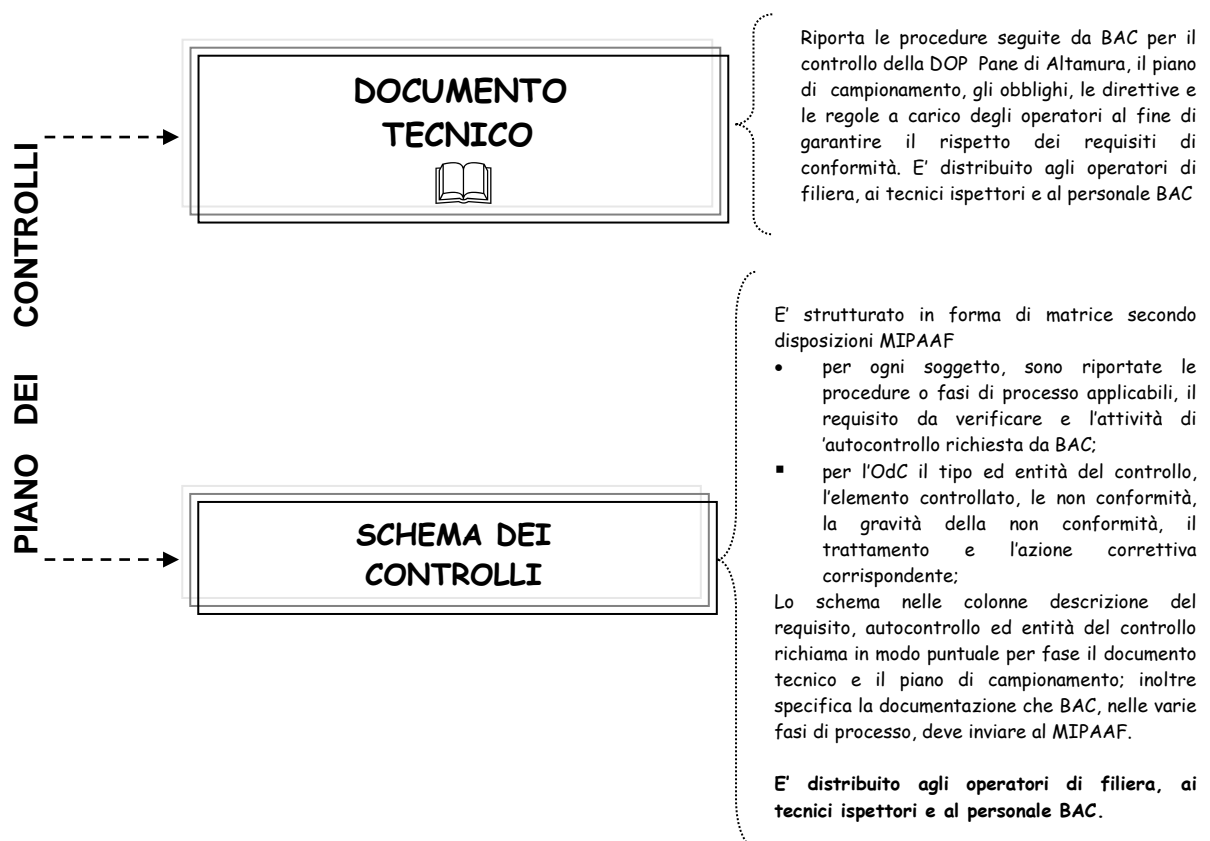 PIANO DEI CONTROLLI
DOCUMENTO
TECNICO
Riporta le procedure seguite da BAC per il
controllo della DOP Pane di Altamura, il piano
di campionamento, gli obblighi, le direttive e
le regole a carico degli operatori al fine di
garantire il rispetto dei requisiti di
conformità. E' distribuito agli operatori di
filiera, ai tecnici ispettori e al personale BAC
SCHEMA DEI
CONTROLLI
E' strutturato in forma di matrice secondo
disposizioni MIPAAF
• per ogni soggetto, sono riportate le
procedure o fasi di processo applicabili, il
requisito da verificare e l'attività di
'autocontrollo richiesta da BAC;
▪ per l'OdC il tipo ed entità del controllo,
l'elemento controllato, le non conformità,
la gravità della non conformità, il
trattamento e l'azione correttiva
corrispondente;
Lo schema nelle colonne descrizione del
requisito, autocontrollo ed entità del controllo
richiama in modo puntuale per fase il documento
tecnico e il piano di campionamento; inoltre
specifica la documentazione che BAC, nelle varie
fasi di processo, deve inviare al MIPAAF.
E' distribuito agli operatori di filiera, ai
tecnici ispettori e al personale BAC.